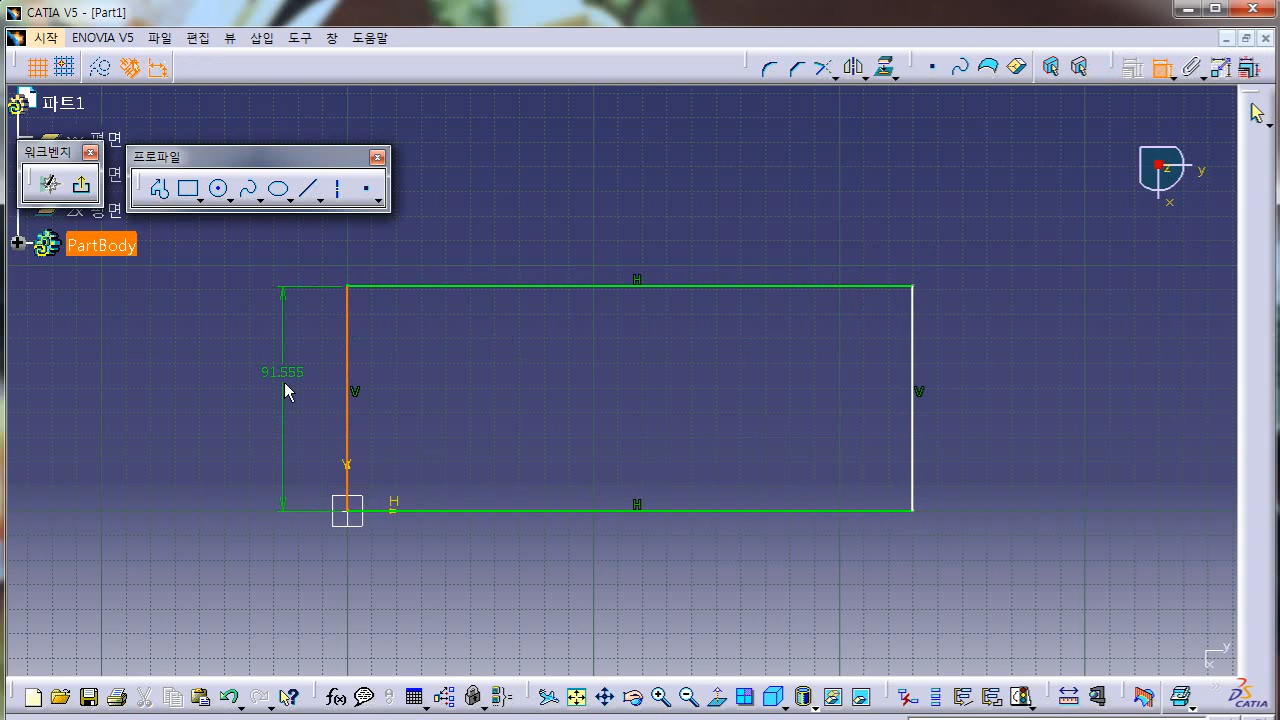 CATIA V5 - [Part1]
시작 ENOVIA V5 파일 편집 뷰 삽입 도구 창 도움말
파트1
평면
워크벤치
프로파일
면
z
y
x
PartBody
H
91.555
V
V
V
H
H
y
x
f(x)
CATIA